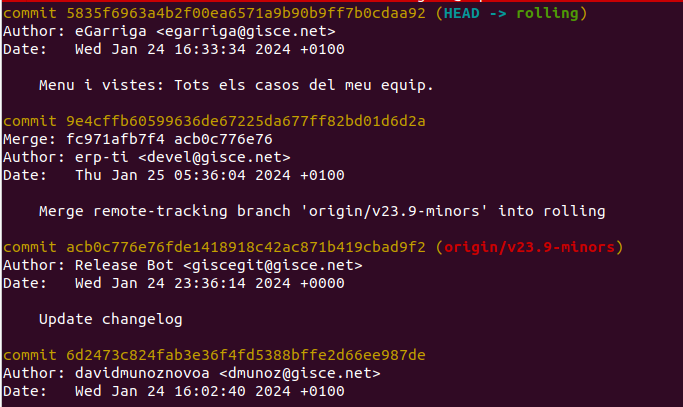 commit 5835f6963a4b2f00ea6571a9b90b9ff7b0cdaa92 (HEAD -> rolling)
Author: eGarriga <egarriga@gisce.net>
Date:   Wed Jan 24 16:33:34 2024 +0100
    Menu i vistes: Tots els casos del meu equip.
commit 9e4cffb60599636de67225da677ff82bd01d6d2a
Merge: fc971afb7f4 acb0c776e76
Author: erp-ti <devel@gisce.net>
Date:   Thu Jan 25 05:36:04 2024 +0100
    Merge remote-tracking branch 'origin/v23.9-minors' into rolling
commit acb0c776e76fde1418918c42ac871b419cbad9f2 (origin/v23.9-minors)
Author: Release Bot <giscegit@gisce.net>
Date:   Wed Jan 24 23:36:14 2024 +0000
    Update changelog
commit 6d2473c824fab3e36f4fd5388bffe2d66ee987de
Author: davidmunoznovoa <dmunoz@gisce.net>
Date:   Wed Jan 24 16:02:40 2024 +0100